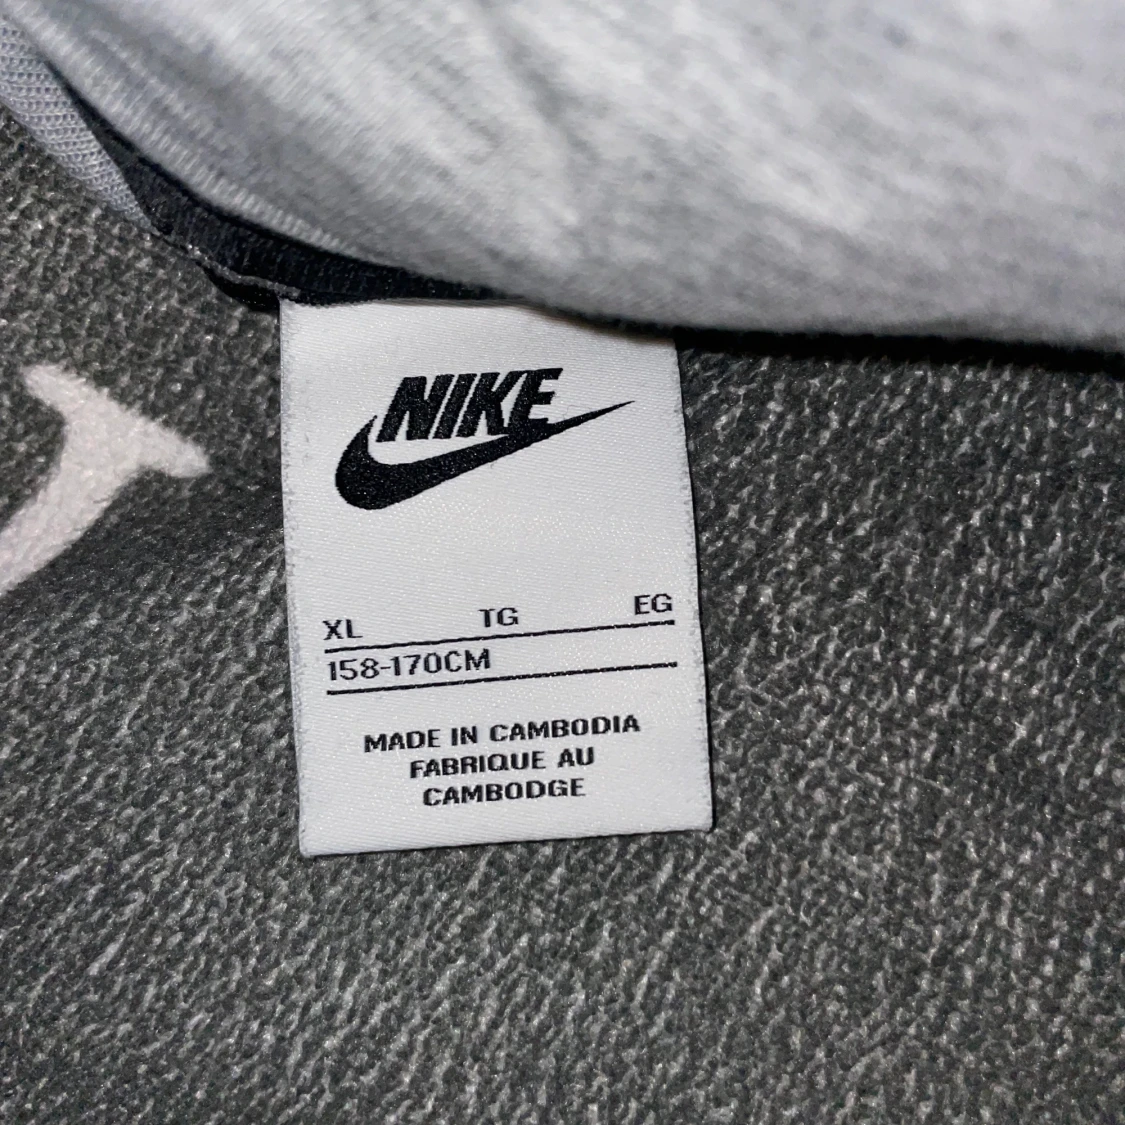 NIKE
XL TG EG
158-170CM
MADE IN CAMBODIA
FABRIQUE AU
CAMBODGE